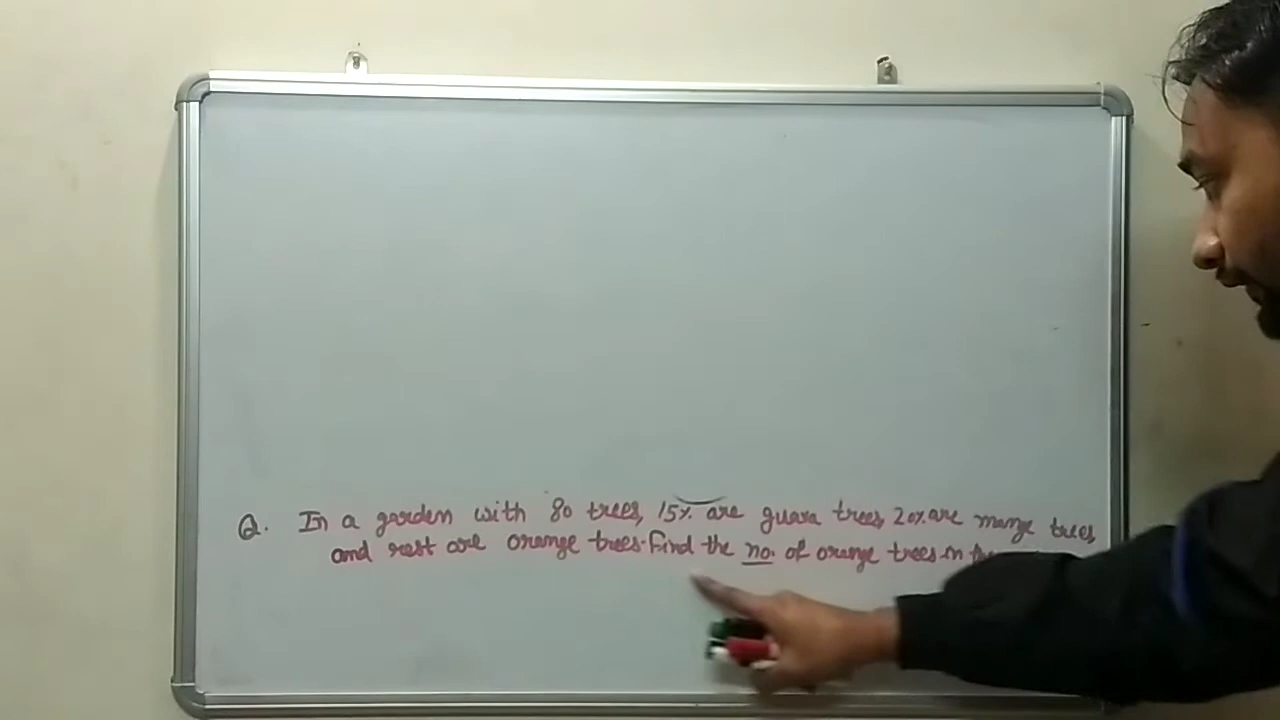 Q. In a garden with 80 trees, 15% are guava trees, 20% are mango trees,
and rest are orange trees. Find the no. of orange trees in